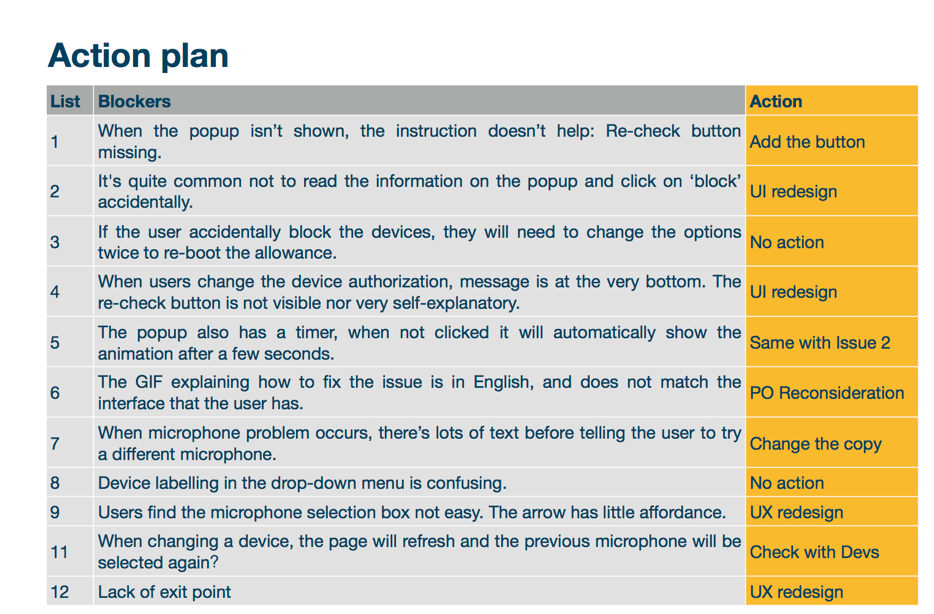 Action plan
List Blockers Action
1 When the popup isn’t shown, the instruction doesn’t help: Re-check button
missing.
Add the button
2 It's quite common not to read the information on the popup and click on ‘block’
accidentally.
UI redesign
3 If the user accidentally block the devices, they will need to change the options
twice to re-boot the allowance.
No action
4 When users change the device authorization, message is at the very bottom. The
re-check button is not visible nor very self-explanatory.
UI redesign
5 The popup also has a timer, when not clicked it will automatically show the
animation after a few seconds.
Same with Issue 2
6 The GIF explaining how to fix the issue is in English, and does not match the
interface that the user has.
PO Reconsideration
7 When microphone problem occurs, there’s lots of text before telling the user to try
a different microphone.
Change the copy
8 Device labelling in the drop-down menu is confusing. No action
9 Users find the microphone selection box not easy. The arrow has little affordance. UX redesign
11 When changing a device, the page will refresh and the previous microphone will be
selected again?
Check with Devs
12 Lack of exit point UX redesign